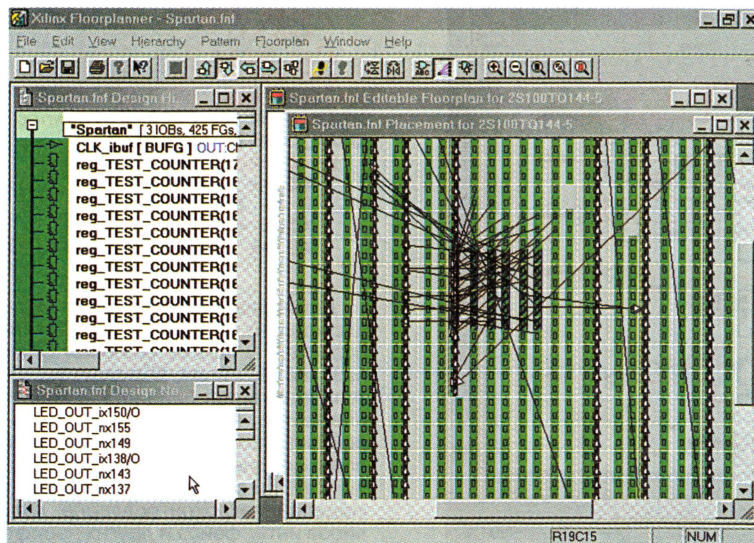 Xilinx Floorplanner - Spartan.fnf
File Edit View Hierarchy Pattern Floorplan Window Help
Spartan.fnf Design Hi...
"Spartan" [ 3 IOBs, 425 FGs,
CLK_ibuf [ BUFG ] OUT:Cl
reg_TEST_COUNTER(17
reg_TEST_COUNTER(16
reg_TEST_COUNTER(16
reg_TEST_COUNTER(16
reg_TEST_COUNTER(16
reg_TEST_COUNTER(16
reg_TEST_COUNTER(16
reg_TEST_COUNTER(16
reg_TEST_COUNTER(16
reg_TEST_COUNTER(16
Spartan.fnf Design Ne...
LED_OUT_ix150/O
LED_OUT_nx155
LED_OUT_nx149
LED_OUT_ix138/O
LED_OUT_nx143
LED_OUT_nx137
Spartan.fnf Editable Floorplan for 2S100TQ144-5
Spartan.fnf Placement for 2S100TQ144-5
R19C15 NUM